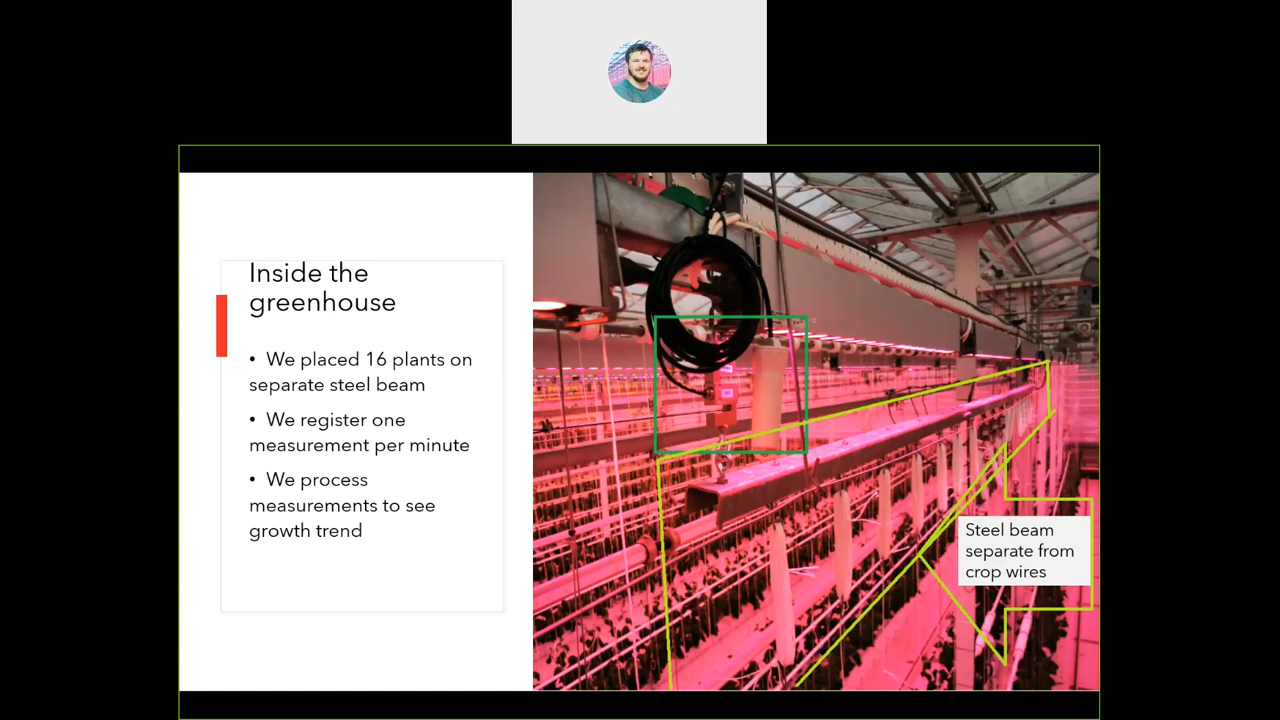 Inside the
greenhouse
• We placed 16 plants on
separate steel beam
• We register one
measurement per minute
• We process
measurements to see
growth trend
Steel beam
separate from
crop wires